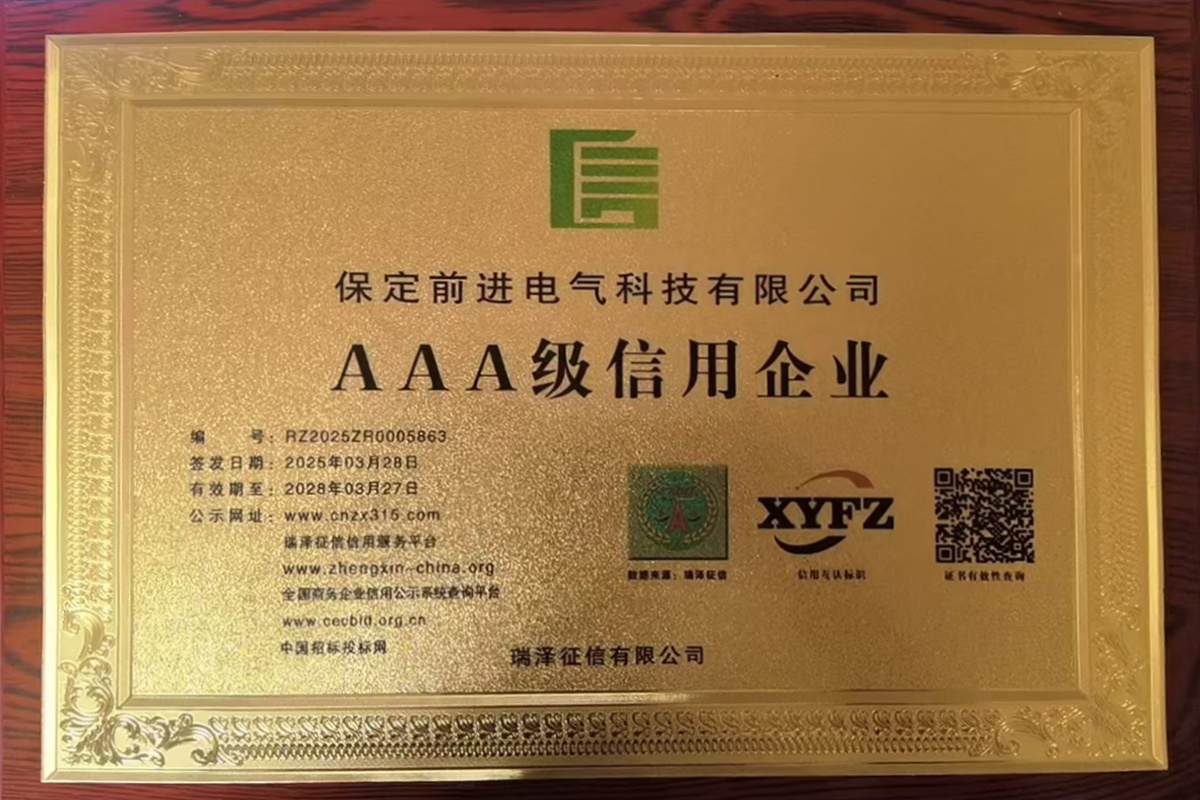 保定前进电气科技有限公司
AAA级信用企业
编 号：RZ2025ZR0005863
签发日期：2025年03月28日
有效期至：2028年03月27日
公示网址：www.cnzx315.com
瑞泽征信信用服务平台
www.zhengxin-china.org
全国商务企业信用公示系统查询平台
www.cecbid.org.cn
中国招标投标网
数据来源：瑞泽征信
XYFZ
信用互认标识
证书有效性查询
瑞泽征信有限公司